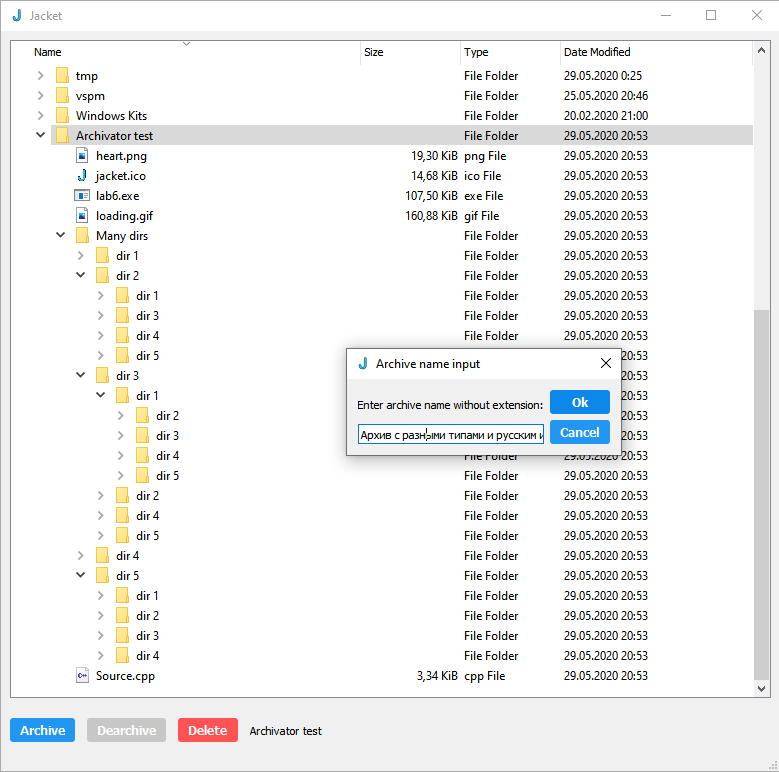 Jacket
Name Size Type Date Modified
tmp File Folder 29.05.2020 0:25
vspm File Folder 25.05.2020 20:46
Windows Kits File Folder 20.02.2020 21:00
Archivator test File Folder 29.05.2020 20:53
heart.png 19,30 KiB png File 29.05.2020 20:53
jacket.ico 14,68 KiB ico File 29.05.2020 20:53
lab6.exe 107,50 KiB exe File 29.05.2020 20:53
loading.gif 160,88 KiB gif File 29.05.2020 20:53
Many dirs File Folder 29.05.2020 20:53
dir 1 File Folder 29.05.2020 20:53
dir 2 File Folder 29.05.2020 20:53
dir 1 File Folder 29.05.2020 20:53
dir 3 File Folder 29.05.2020 20:53
dir 4 File Folder 29.05.2020 20:53
dir 5
dir 3
dir 1
dir 2
dir 3
dir 4
Archive name input
Enter archive name without extension: Ok
Архив с разными типами и русским и Cancel
20:53
20:53
20:53
20:53
20:53
File Folder 29.05.2020 20:53
dir 5 File Folder 29.05.2020 20:53
dir 2 File Folder 29.05.2020 20:53
dir 4 File Folder 29.05.2020 20:53
dir 5 File Folder 29.05.2020 20:53
dir 4 File Folder 29.05.2020 20:53
dir 5 File Folder 29.05.2020 20:53
dir 1 File Folder 29.05.2020 20:53
dir 2 File Folder 29.05.2020 20:53
dir 3 File Folder 29.05.2020 20:53
dir 4 File Folder 29.05.2020 20:53
Source.cpp 3,34 KiB cpp File 29.05.2020 20:53
Archive Dearchive Delete Archivator test